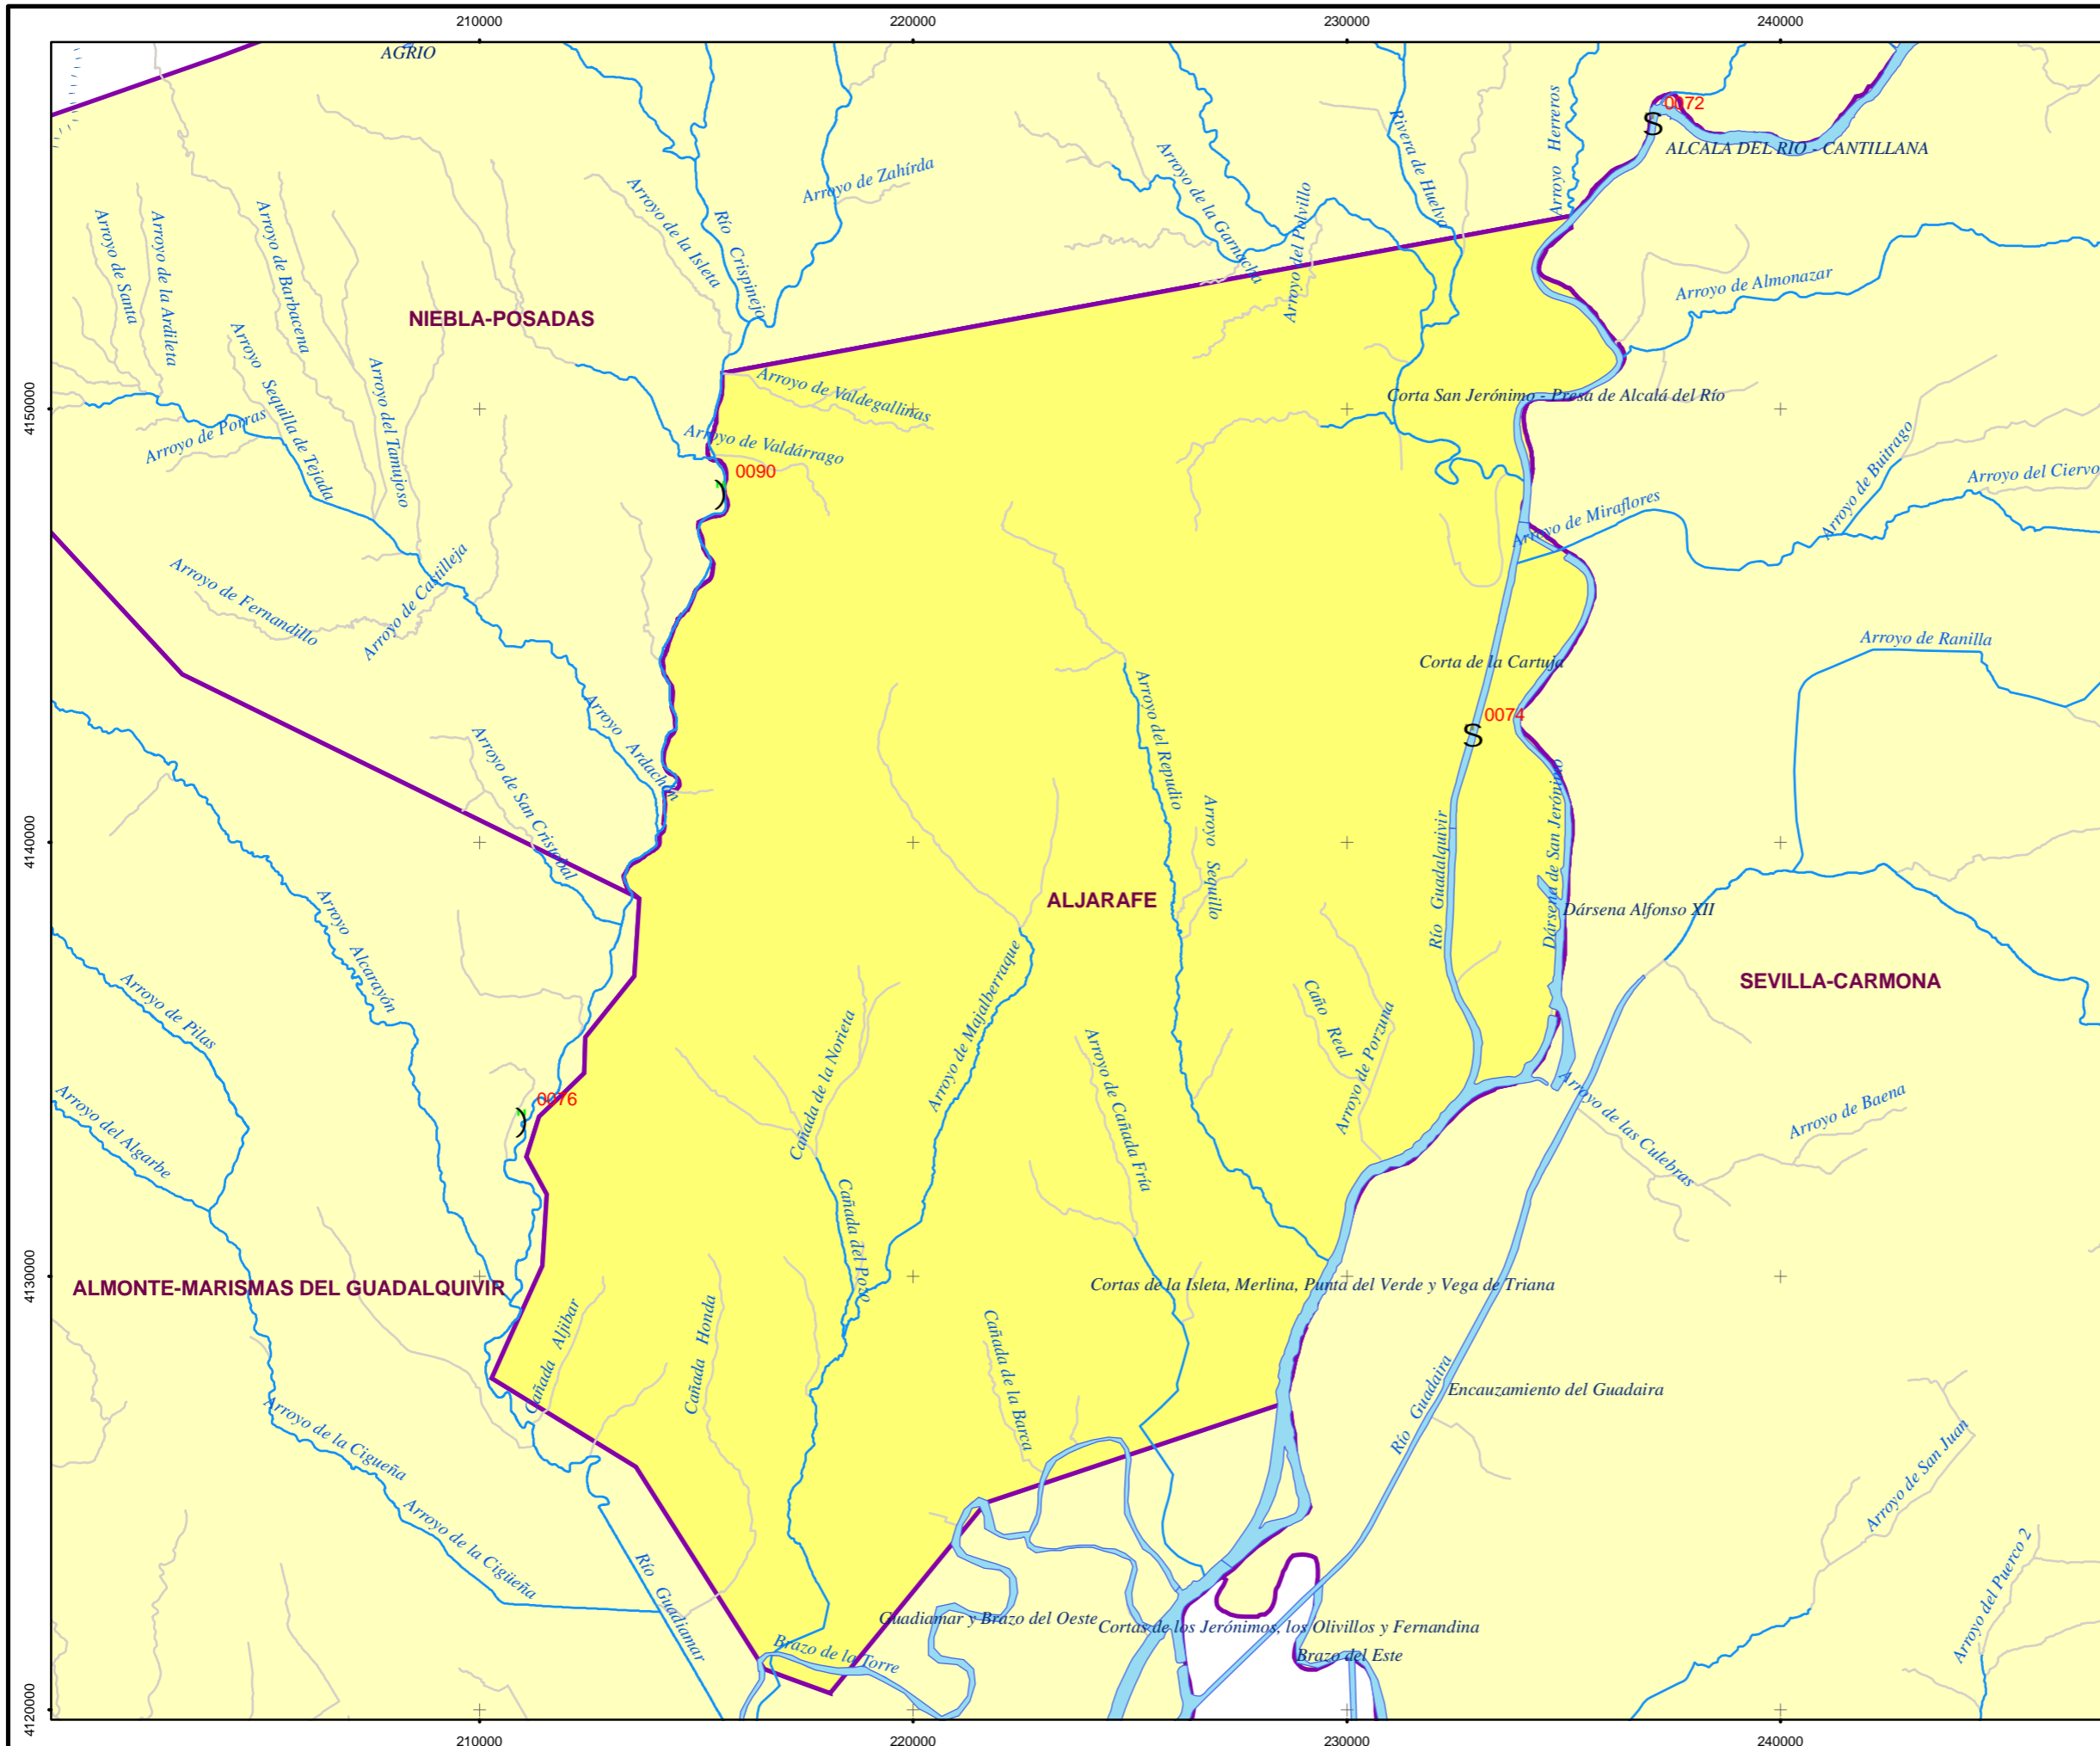 210000
220000
230000
240000
AGRIO
0072
ALCALA DEL RIO - CANTILLANA
Arroyo Herreros
Rivera de Huelva
Arroyo de la Garnacha
Arroyo del Polvillo
Arroyo de Zahírda
Arroyo de la Isleta
Río Crispinejo
Arroyo de Santa
Arroyo de la Ardileta
Arroyo de Barbacena
Arroyo Sequilla de Tejada
Arroyo del Tamujoso
NIEBLA-POSADAS
Arroyo de Almonazar
Arroyo de Valdegallinas
Corta San Jerónimo - Presa de Alcalá del Río
4150000
Arroyo de Porras
Arroyo de Valdárrago
0090
Arroyo de Buitrago
Arroyo del Ciervo
Arroyo de Miraflores
Arroyo de Fernandillo
Arroyo de Castilleja
Arroyo de Ranilla
Corta de la Cartuja
0074
Arroyo Ardachón
Arroyo de San Cristobal
Arroyo del Repudio
Arroyo Sequillo
Río Guadalquivir
Dársena de San Jerónimo
4140000
Arroyo Alcarayón
ALJARAFE
Dársena Alfonso XII
SEVILLA-CARMONA
Arroyo de Pilas
Arroyo de Majalberraque
Cañada de la Norieta
Caño Real
Arroyo de Porzuna
Arroyo de Cañada Fría
0076
Arroyo del Algarbe
Arroyo de las Culebras
Arroyo de Baena
Cañada del Pozo
4130000
ALMONTE-MARISMAS DEL GUADALQUIVIR
Cortas de la Isleta, Merlina, Punta del Verde y Vega de Triana
Cañada Aljibar
Cañada Honda
Cañada de la Barca
Río Guadaira
Encauzamiento del Guadaira
Arroyo de la Cigueña
Arroyo de San Juan
Arroyo de la Cigüeña
Río Guadiamar
Arroyo del Puerco 2
Guadiamar y Brazo del Oeste
Cortas de los Jerónimos, los Olivillos y Fernandina
Brazo de la Torre
Brazo del Este
4120000
210000
220000
230000
240000